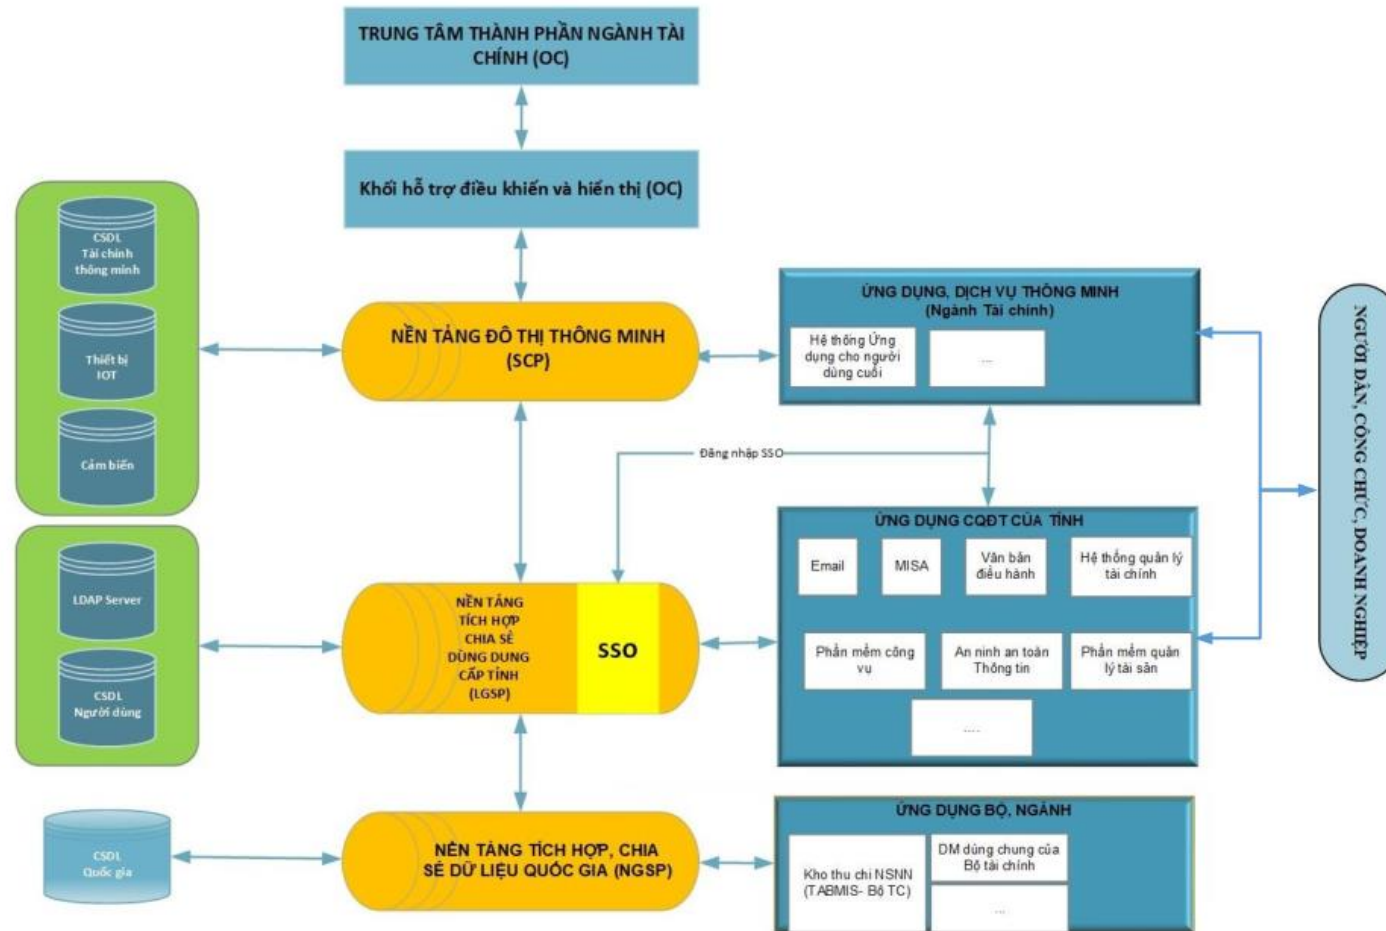 TRUNG TÂM THÀNH PHẦN NGÀNH TÀI
CHÍNH (OC)
Khối hỗ trợ điều khiến và hiển thị (OC)
CSDL
Tài chính
thông minh
Thiết bị
IOT
Cảm biến
NỀN TẢNG ĐÔ THỊ THÔNG MINH
(SCP)
ỨNG DỤNG, DỊCH VỤ THÔNG MINH
(Ngành Tài chính)
Hệ thống Ứng
dụng cho người
dùng cuối
...
NGƯỜI DÂN, CÔNG CHỨC, DOANH NGHIỆP
Đăng nhập SSO
LDAP Server
CSDL
Người dùng
NỀN TẢNG
TÍCH HỢP
CHIA SẺ
DÙNG DUNG
CẤP TỈNH
(LGSP)
SSO
ỨNG DỤNG CQĐT CỦA TỈNH
Email
MISA
Văn bản
điều hành
Hệ thống quản lý
tài chính
Phần mềm công
vụ
An ninh an toàn
Thông tin
Phần mềm quản
lý tài sản
....
CSDL
Quốc gia
NỀN TẢNG TÍCH HỢP, CHIA
SẺ DỮ LIỆU QUỐC GIA (NGSP)
ỨNG DỤNG BỘ, NGÀNH
Kho thu chi NSNN
(TABMIS- Bộ TC)
DM dùng chung của
Bộ tài chính
...